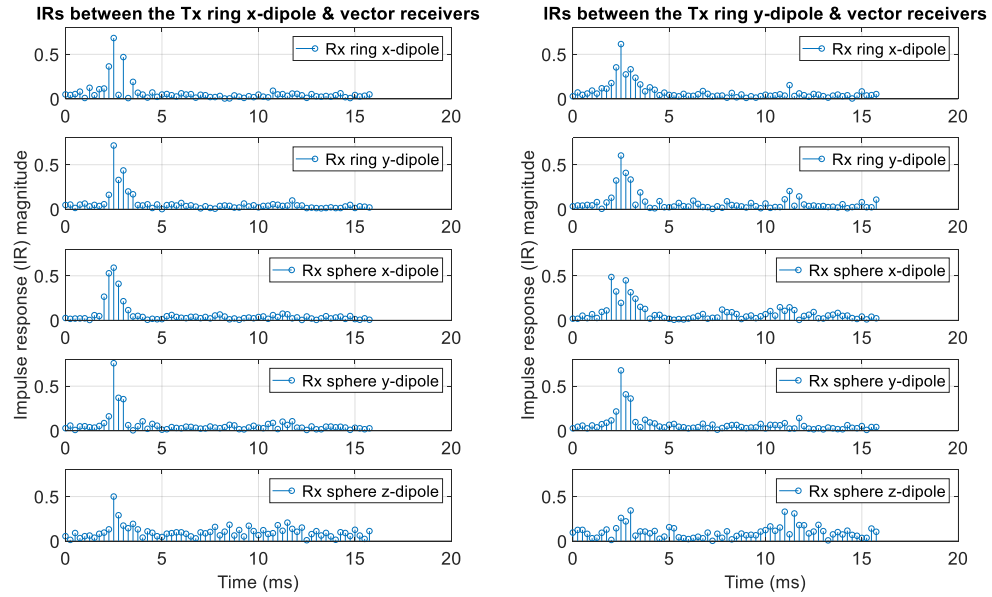 IRs between the Tx ring x-dipole & vector receivers
Impulse response (IR) magnitude
0.5
0
Rx ring x-dipole
0 5 10 15 20
0.5
0
Rx ring y-dipole
0 5 10 15 20
0.5
0
Rx sphere x-dipole
0 5 10 15 20
0.5
0
Rx sphere y-dipole
0 5 10 15 20
0.5
0
Rx sphere z-dipole
0 5 10 15 20
Time (ms)
IRs between the Tx ring y-dipole & vector receivers
Impulse response (IR) magnitude
0.5
0
Rx ring x-dipole
0 5 10 15 20
0.5
0
Rx ring y-dipole
0 5 10 15 20
0.5
0
Rx sphere x-dipole
0 5 10 15 20
0.5
0
Rx sphere y-dipole
0 5 10 15 20
0.5
0
Rx sphere z-dipole
0 5 10 15 20
Time (ms)